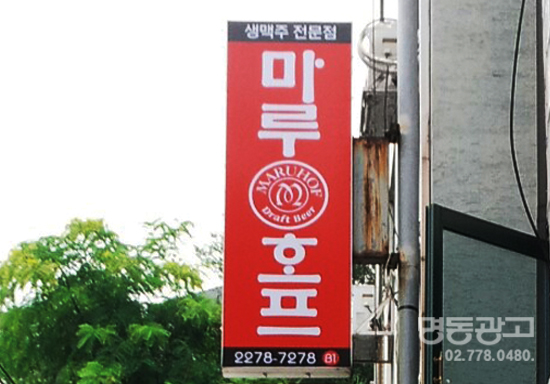 생맥주 전문점
마루
MARUHOF
Draft Beer
호프
2278-7278 81
명동광고
02.778.0480.